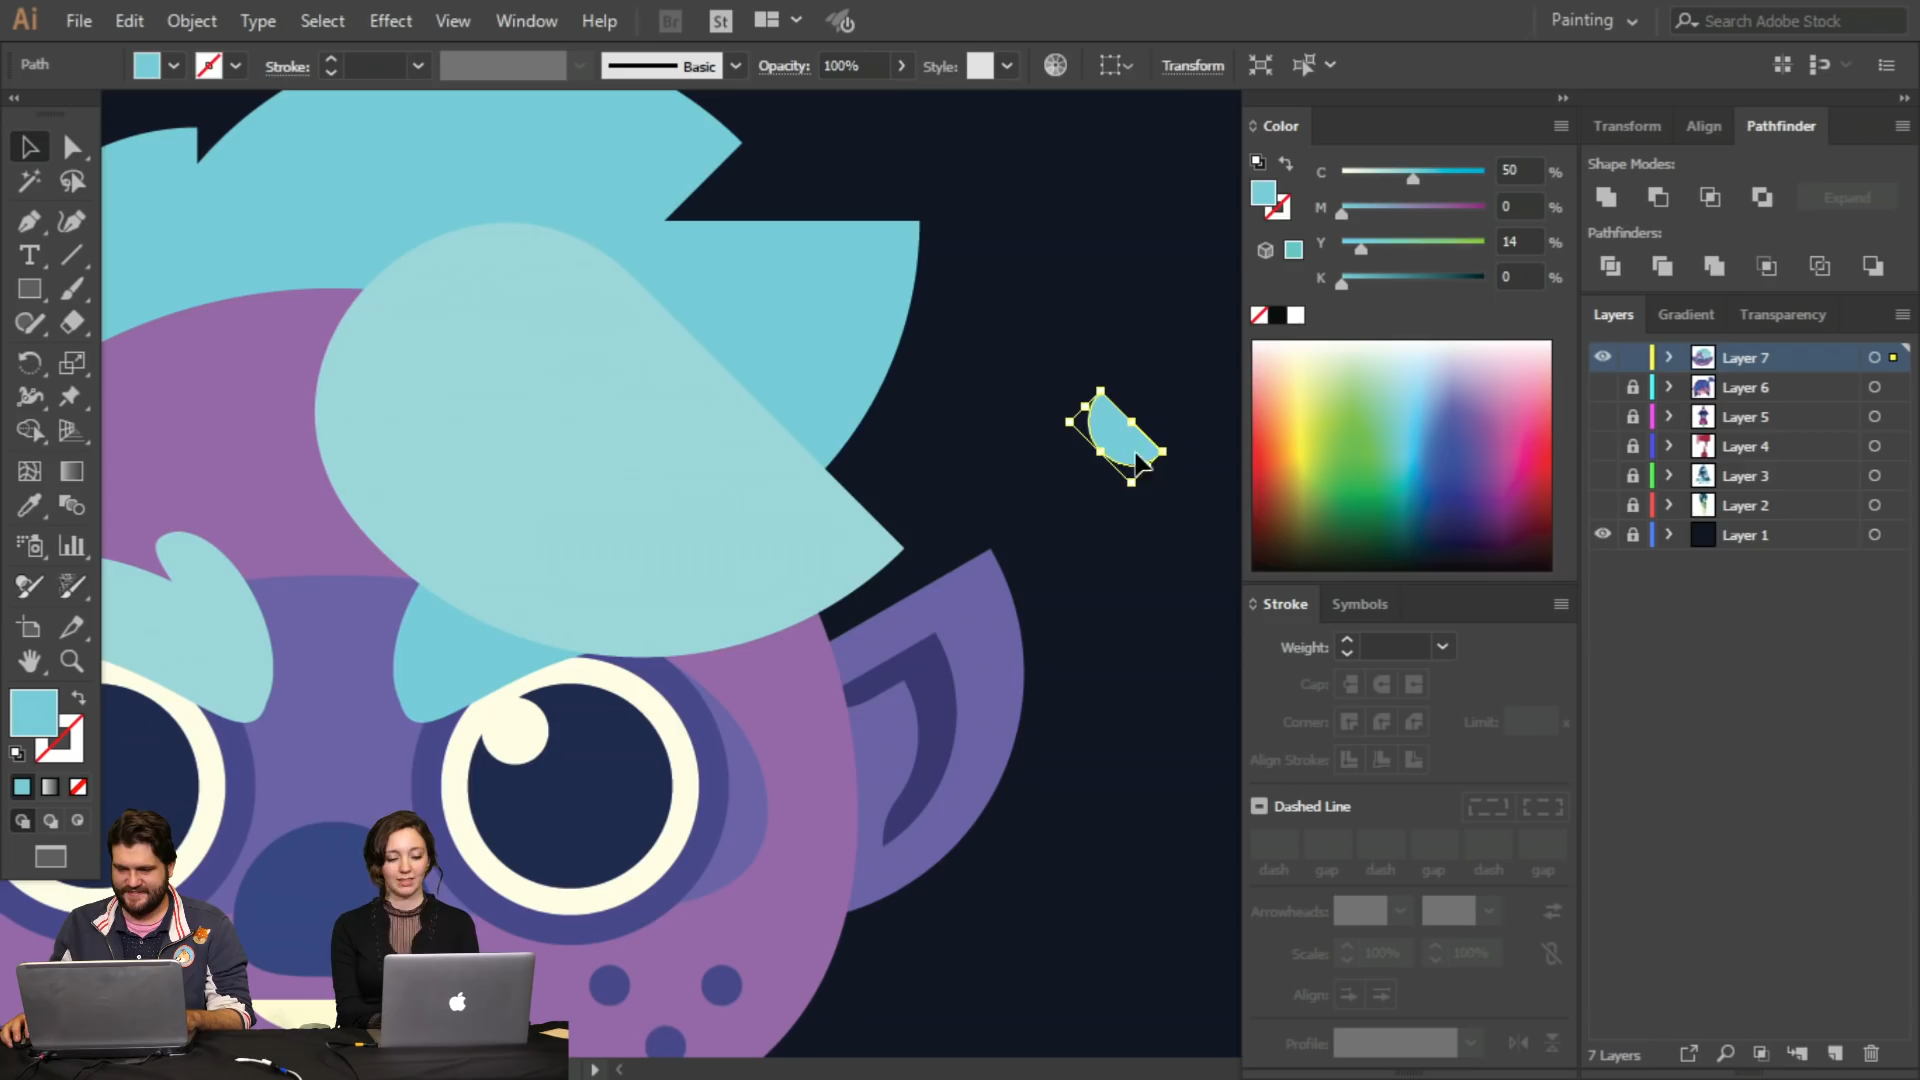 Ai File Edit Object Type Select Effect View Window Help Br St Painting Search Adobe Stock
Path Stroke: Basic Opacity: 100% Style: Transform
Color
C 50 %
M 0 %
Y 14 %
K 0 %
Transform Align Pathfinder
Shape Modes:
Expand
Pathfinders:
Layers Gradient Transparency
Layer 7
Layer 6
Layer 5
Layer 4
Layer 3
Layer 2
Layer 1
Stroke Symbols
Weight:
Cap:
Corner: Limit: x
Align Stroke:
Dashed Line
dash gap dash gap dash gap
Arrowheads:
Scale: 100% 100%
Align:
Profile:
7 Layers